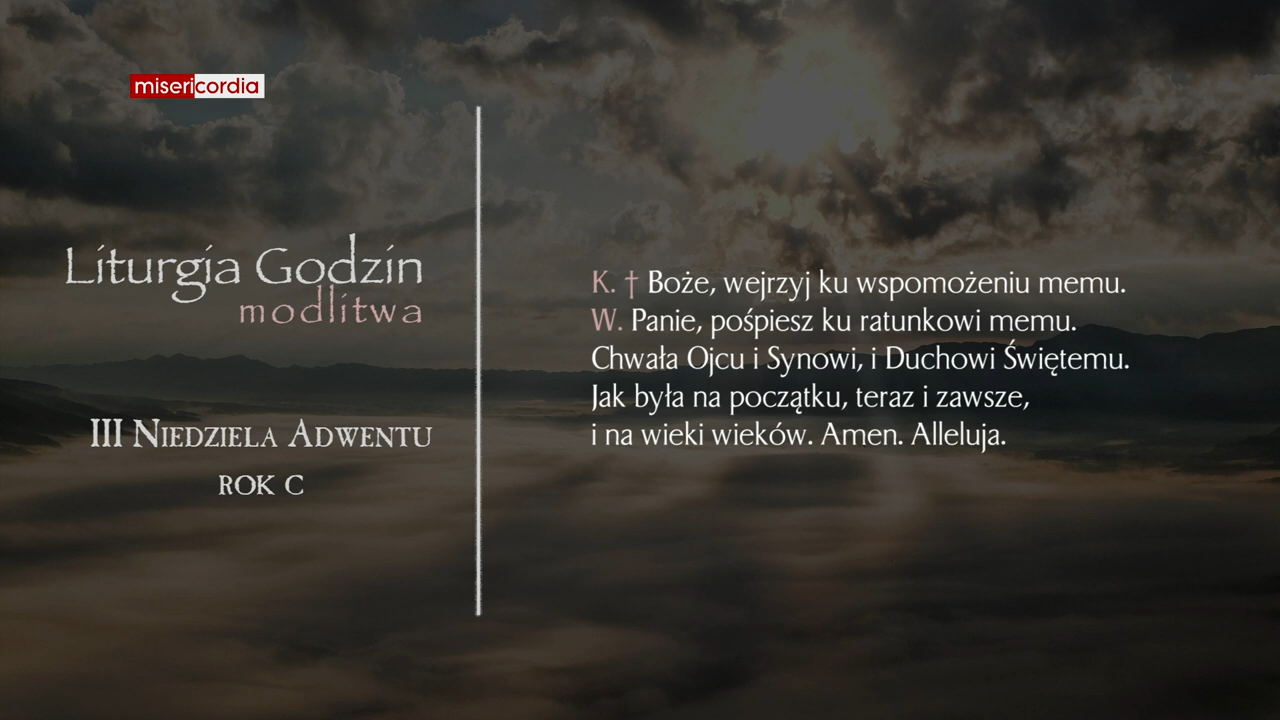 misericordia
Liturgia Godzin
modlitwa
III Niedziela Adwentu
rok C
K. † Boże, wejrzyj ku wspomożeniu memu.
W. Panie, pośpiesz ku ratunkowi memu.
Chwała Ojcu i Synowi, i Duchowi Świętemu.
Jak była na początku, teraz i zawsze,
i na wieki wieków. Amen. Alleluja.